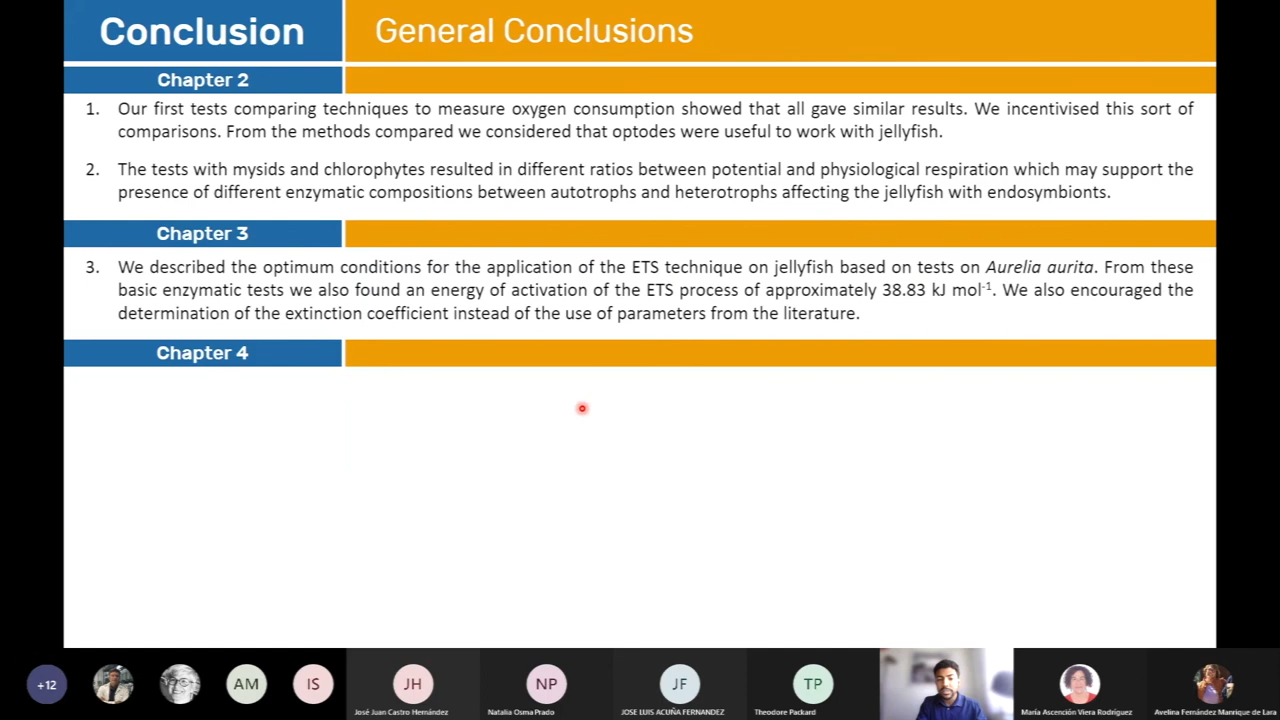 Conclusion
General Conclusions
Chapter 2
1. Our first tests comparing techniques to measure oxygen consumption showed that all gave similar results. We incentivised this sort of
comparisons. From the methods compared we considered that optodes were useful to work with jellyfish.
2. The tests with mysids and chlorophytes resulted in different ratios between potential and physiological respiration which may support the
presence of different enzymatic compositions between autotrophs and heterotrophs affecting the jellyfish with endosymbionts.
Chapter 3
3. We described the optimum conditions for the application of the ETS technique on jellyfish based on tests on Aurelia aurita. From these
basic enzymatic tests we also found an energy of activation of the ETS process of approximately 38.83 kJ mol⁻¹. We also encouraged the
determination of the extinction coefficient instead of the use of parameters from the literature.
Chapter 4
+12
AM
IS
JH
NP
JF
TP
José Juan Castro Hernández
Natalia Osma Prado
JOSE LUIS ACUÑA FERNANDEZ
Theodore Packard
María Ascención Viera Rodríguez
Avelina Fernández Manrique de Lara